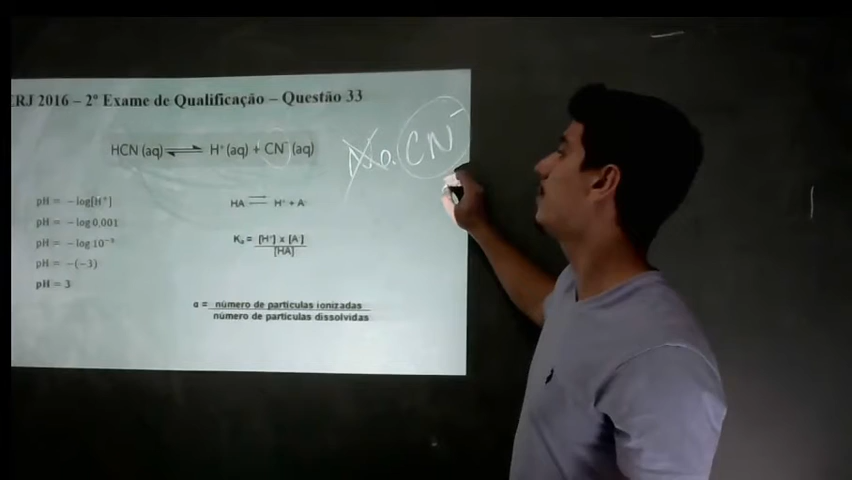 RJ 2016 – 2º Exame de Qualificação – Questão 33
HCN (aq) ⇌ H⁺(aq) + CN⁻ (aq)
CN⁻
pH = −log[H⁺]
pH = −log 0,001
pH = −log 10⁻³
pH = −(−3)
pH = 3
HA ⇌ H⁺ + A⁻
Kₐ = [H⁺] x [A⁻]
[HA]
α = número de partículas ionizadas
número de partículas dissolvidas